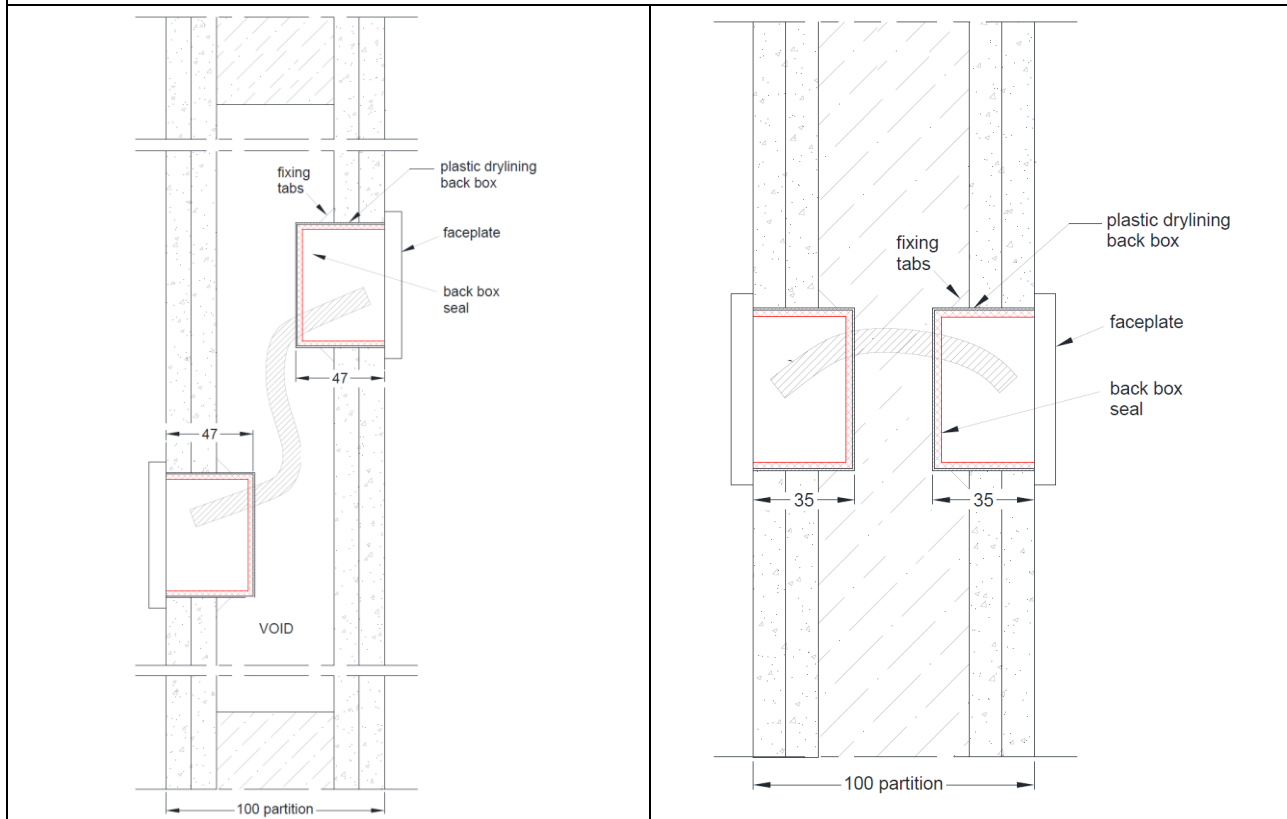 fixing
tabs
plastic drylining
back box
faceplate
back box
seal
47
47
VOID
100 partition
plastic drylining
back box
fixing
tabs
faceplate
back box
seal
35
35
100 partition